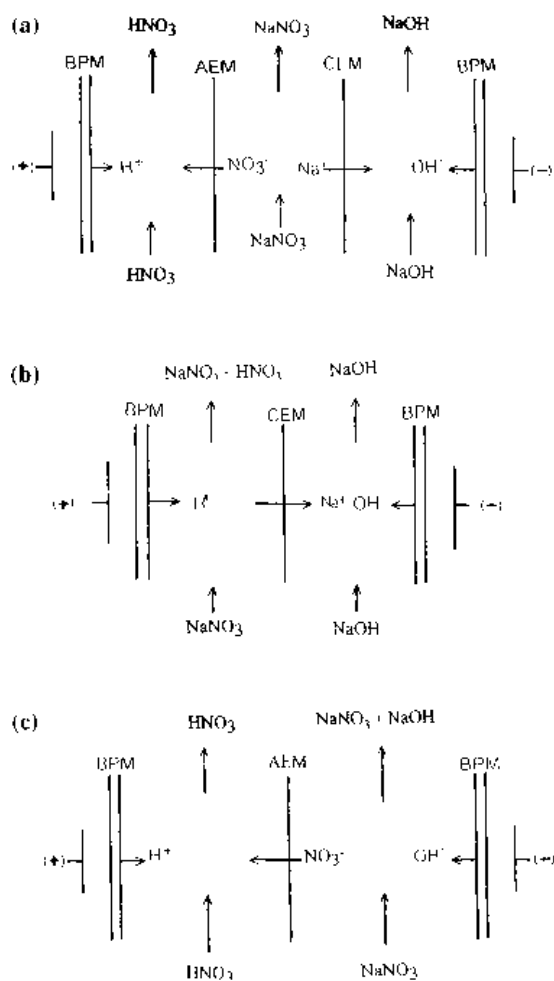 (a)
HNO3 NaNO3 NaOH
BPM AEM CEM BPM
(+) H+ NO3- Na+ OH- (−)
HNO3 NaNO3 NaOH
(b)
NaNO3 + HNO3 NaOH
BPM CEM BPM
(+) H+ Na+ OH (−)
NaNO3 NaOH
(c)
HNO3 NaNO3 + NaOH
BPM AEM BPM
(+) H+ NO3- OH-
HNO3 NaNO3